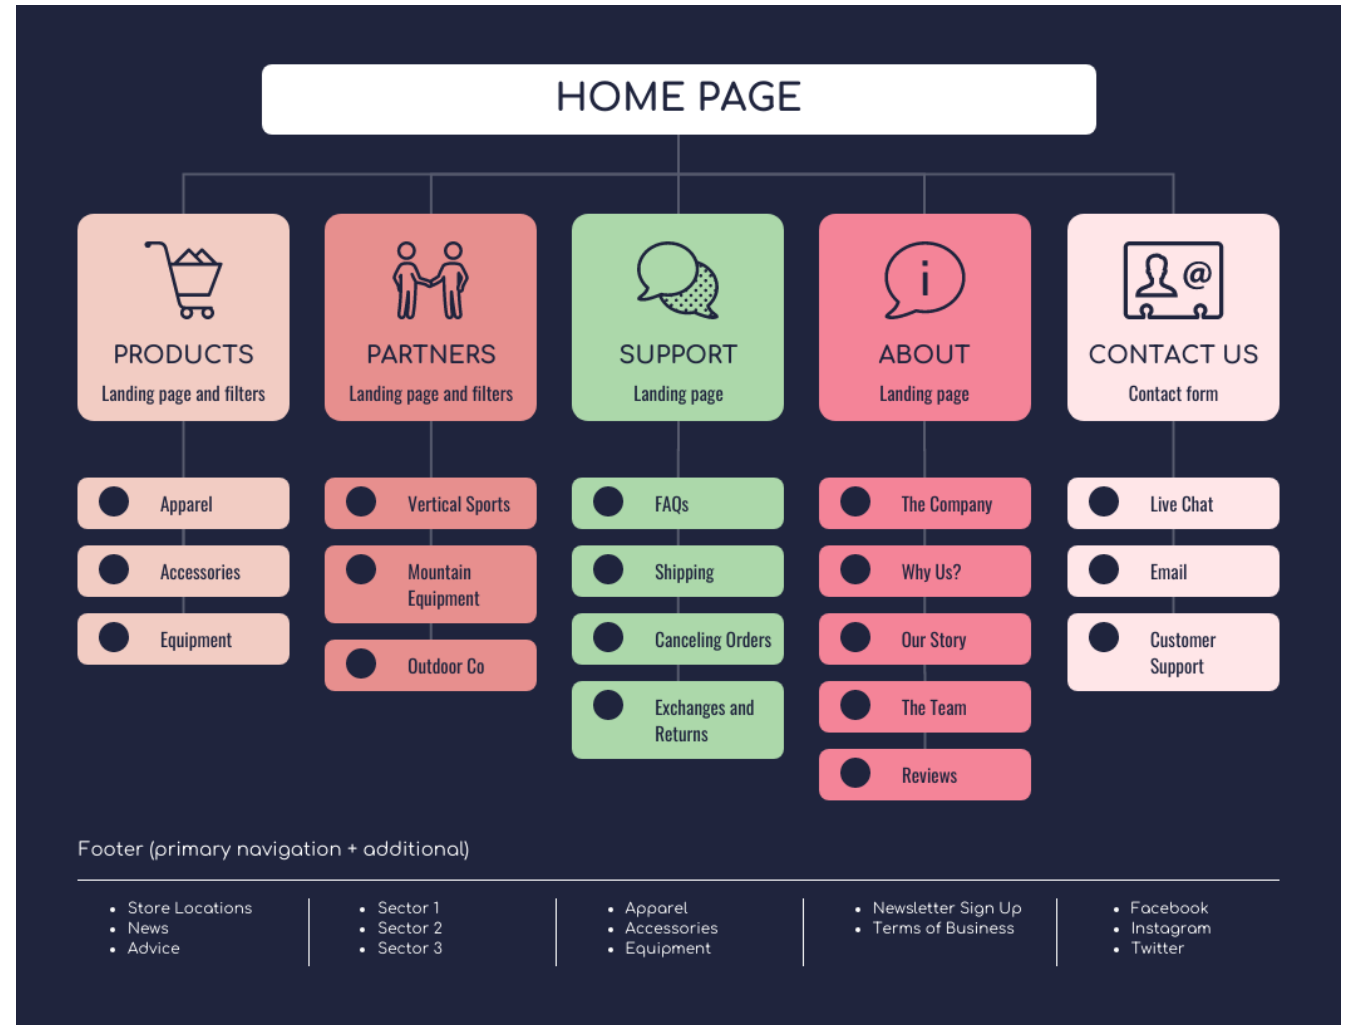 HOME PAGE
PRODUCTS
Landing page and filters
Apparel
Accessories
Equipment
PARTNERS
Landing page and filters
Vertical Sports
Mountain
Equipment
Outdoor Co
SUPPORT
Landing page
FAQs
Shipping
Canceling Orders
Exchanges and
Returns
i
ABOUT
Landing page
The Company
Why Us?
Our Story
The Team
Reviews
@
CONTACT US
Contact form
Live Chat
Email
Customer
Support
Footer (primary navigation + additional)
• Store Locations
• News
• Advice
• Sector 1
• Sector 2
• Sector 3
• Apparel
• Accessories
• Equipment
• Newsletter Sign Up
• Terms of Business
• Facebook
• Instagram
• Twitter